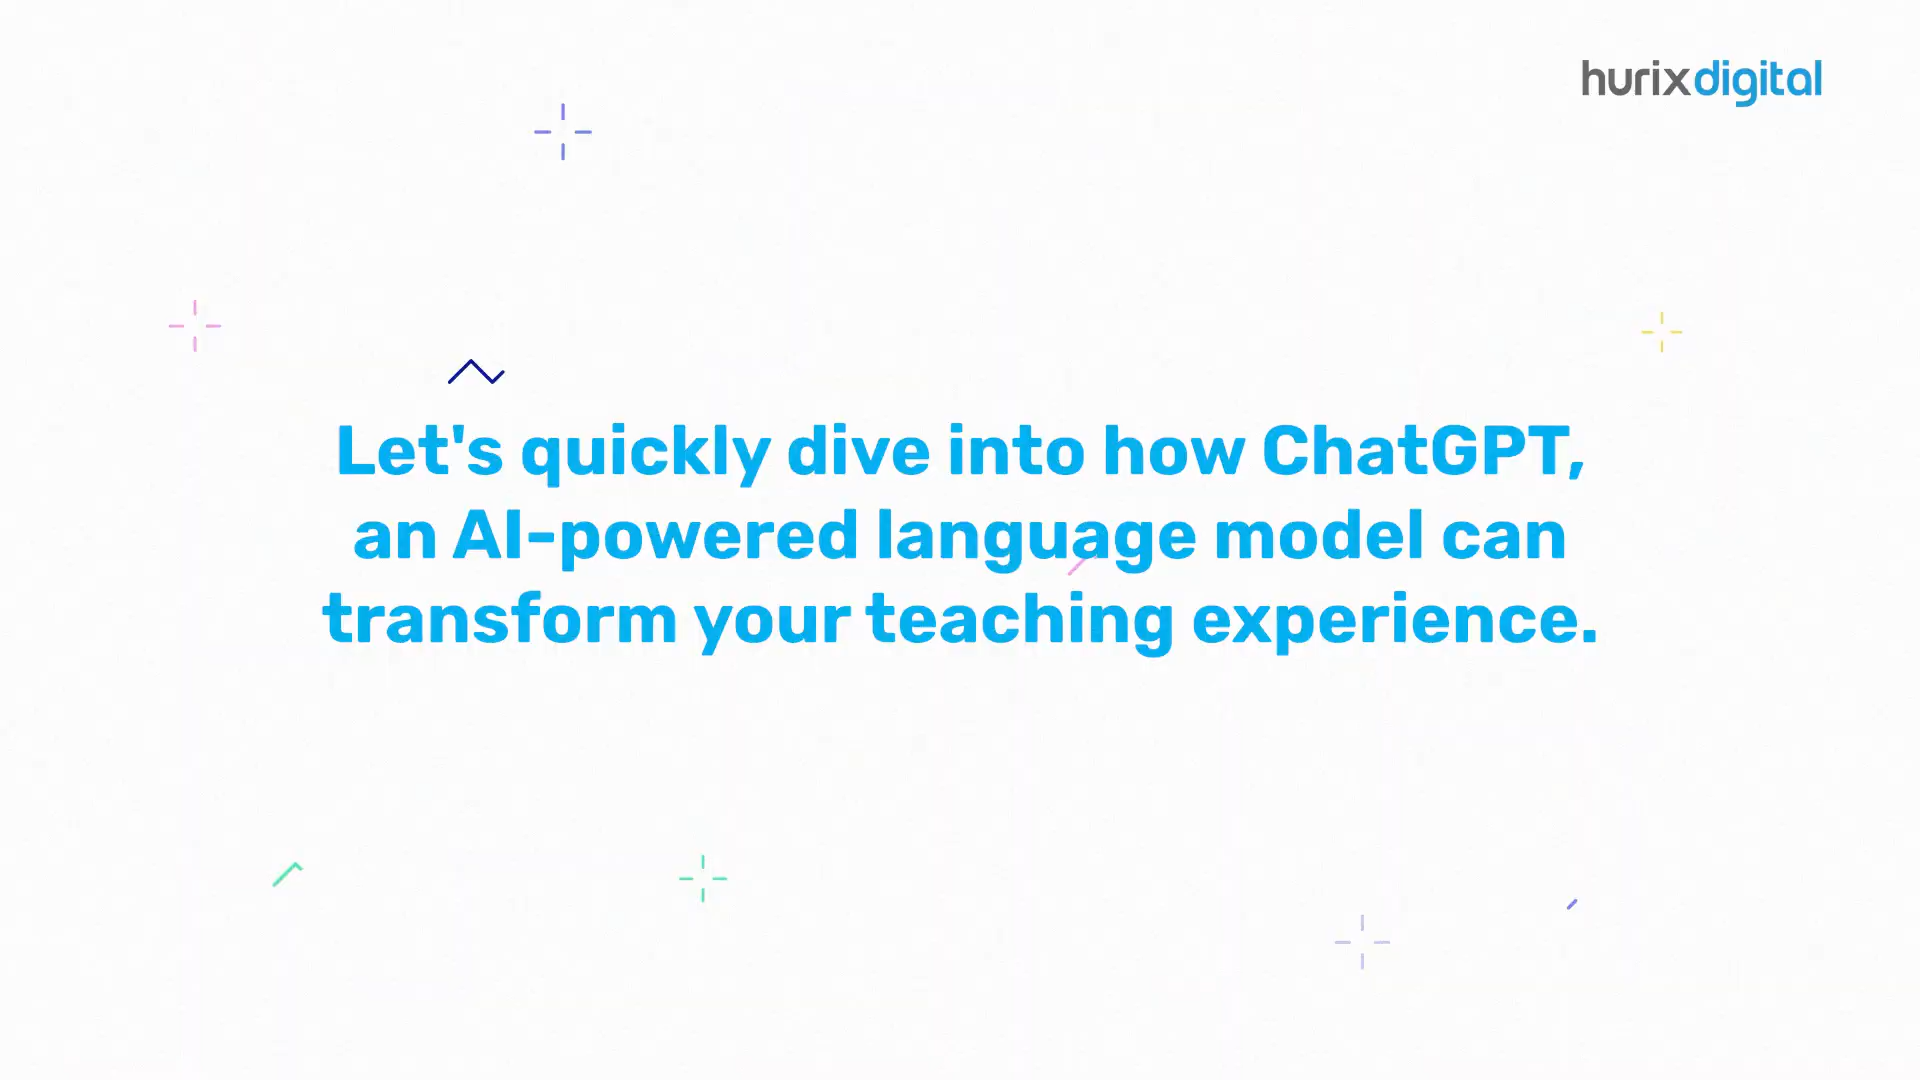 hurixdigital
Let's quickly dive into how ChatGPT,
an AI-powered language model can
transform your teaching experience.